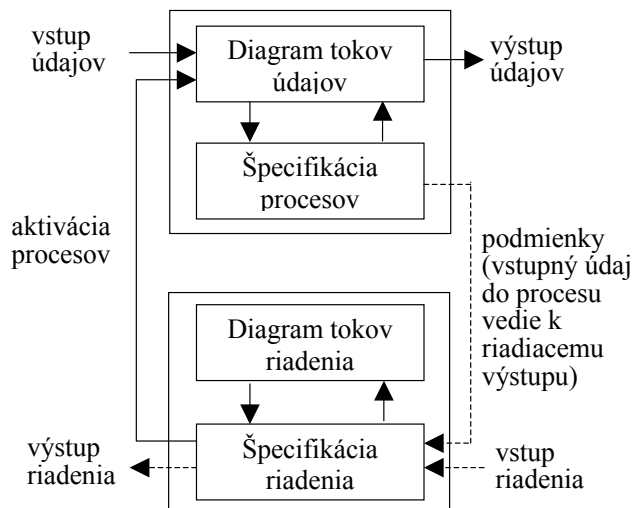 vstup
údajov
Diagram tokov
údajov
výstup
údajov
Špecifikácia
procesov
aktivácia
procesov
podmienky
(vstupný údaj
do procesu
vedie k
riadiacemu
výstupu)
Diagram tokov
riadenia
výstup
riadenia
Špecifikácia
riadenia
vstup
riadenia